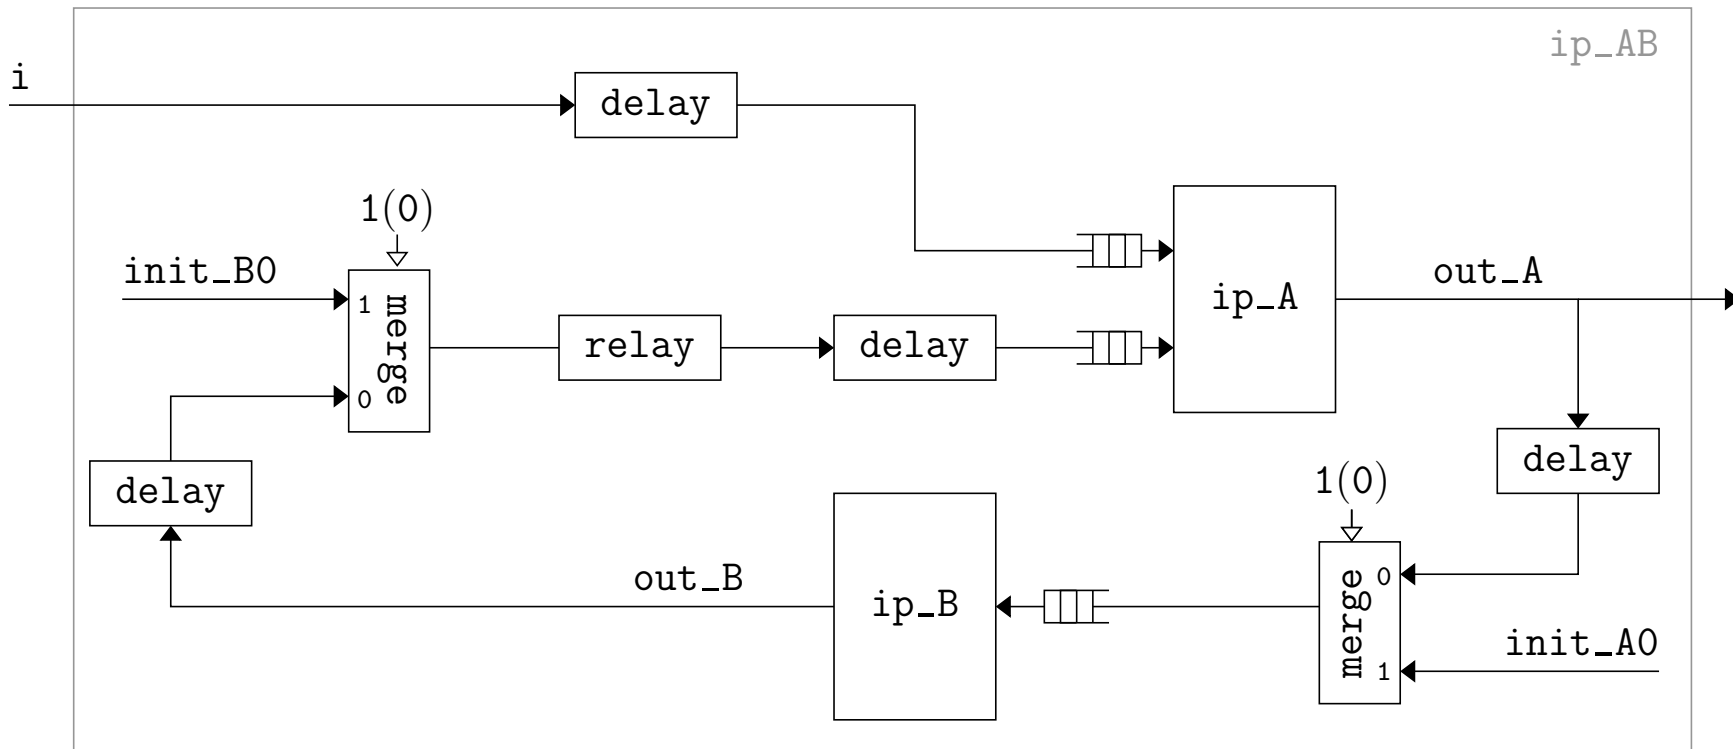 ip_AB
i
delay
1(0)
init_B0
1
merge
0
relay
delay
ip_A
out_A
delay
delay
out_B
ip_B
1(0)
0
merge
1
init_A0